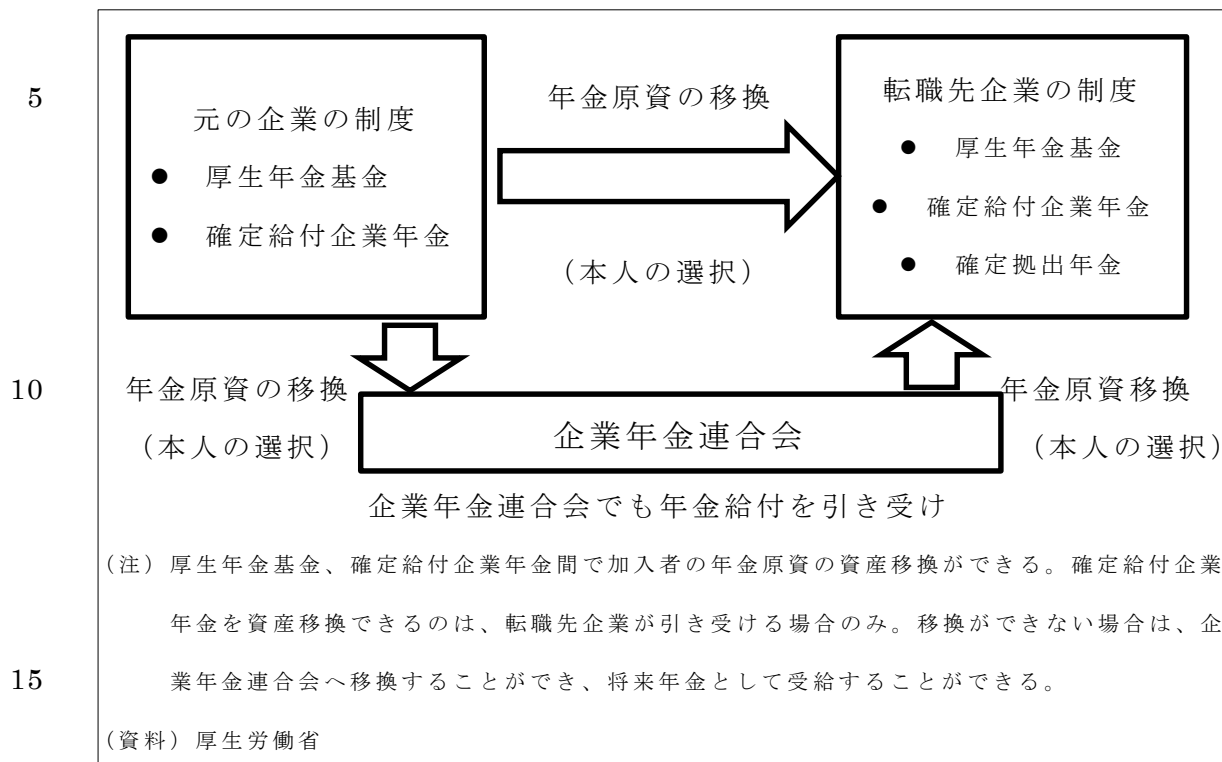 5
元の企業の制度
● 厚生年金基金
● 確定給付企業年金
年金原資の移換
(本人の選択)
転職先企業の制度
● 厚生年金基金
● 確定給付企業年金
● 確定拠出年金
10
年金原資の移換
(本人の選択)
企業年金連合会
年金原資移換
(本人の選択)
企業年金連合会でも年金給付を引き受け
(注)厚生年金基金、確定給付企業年金間で加入者の年金原資の資産移換ができる。確定給付企業
年金を資産移換できるのは、転職先企業が引き受ける場合のみ。移換ができない場合は、企
15
業年金連合会へ移換することができ、将来年金として受給することができる。
(資料)厚生労働省